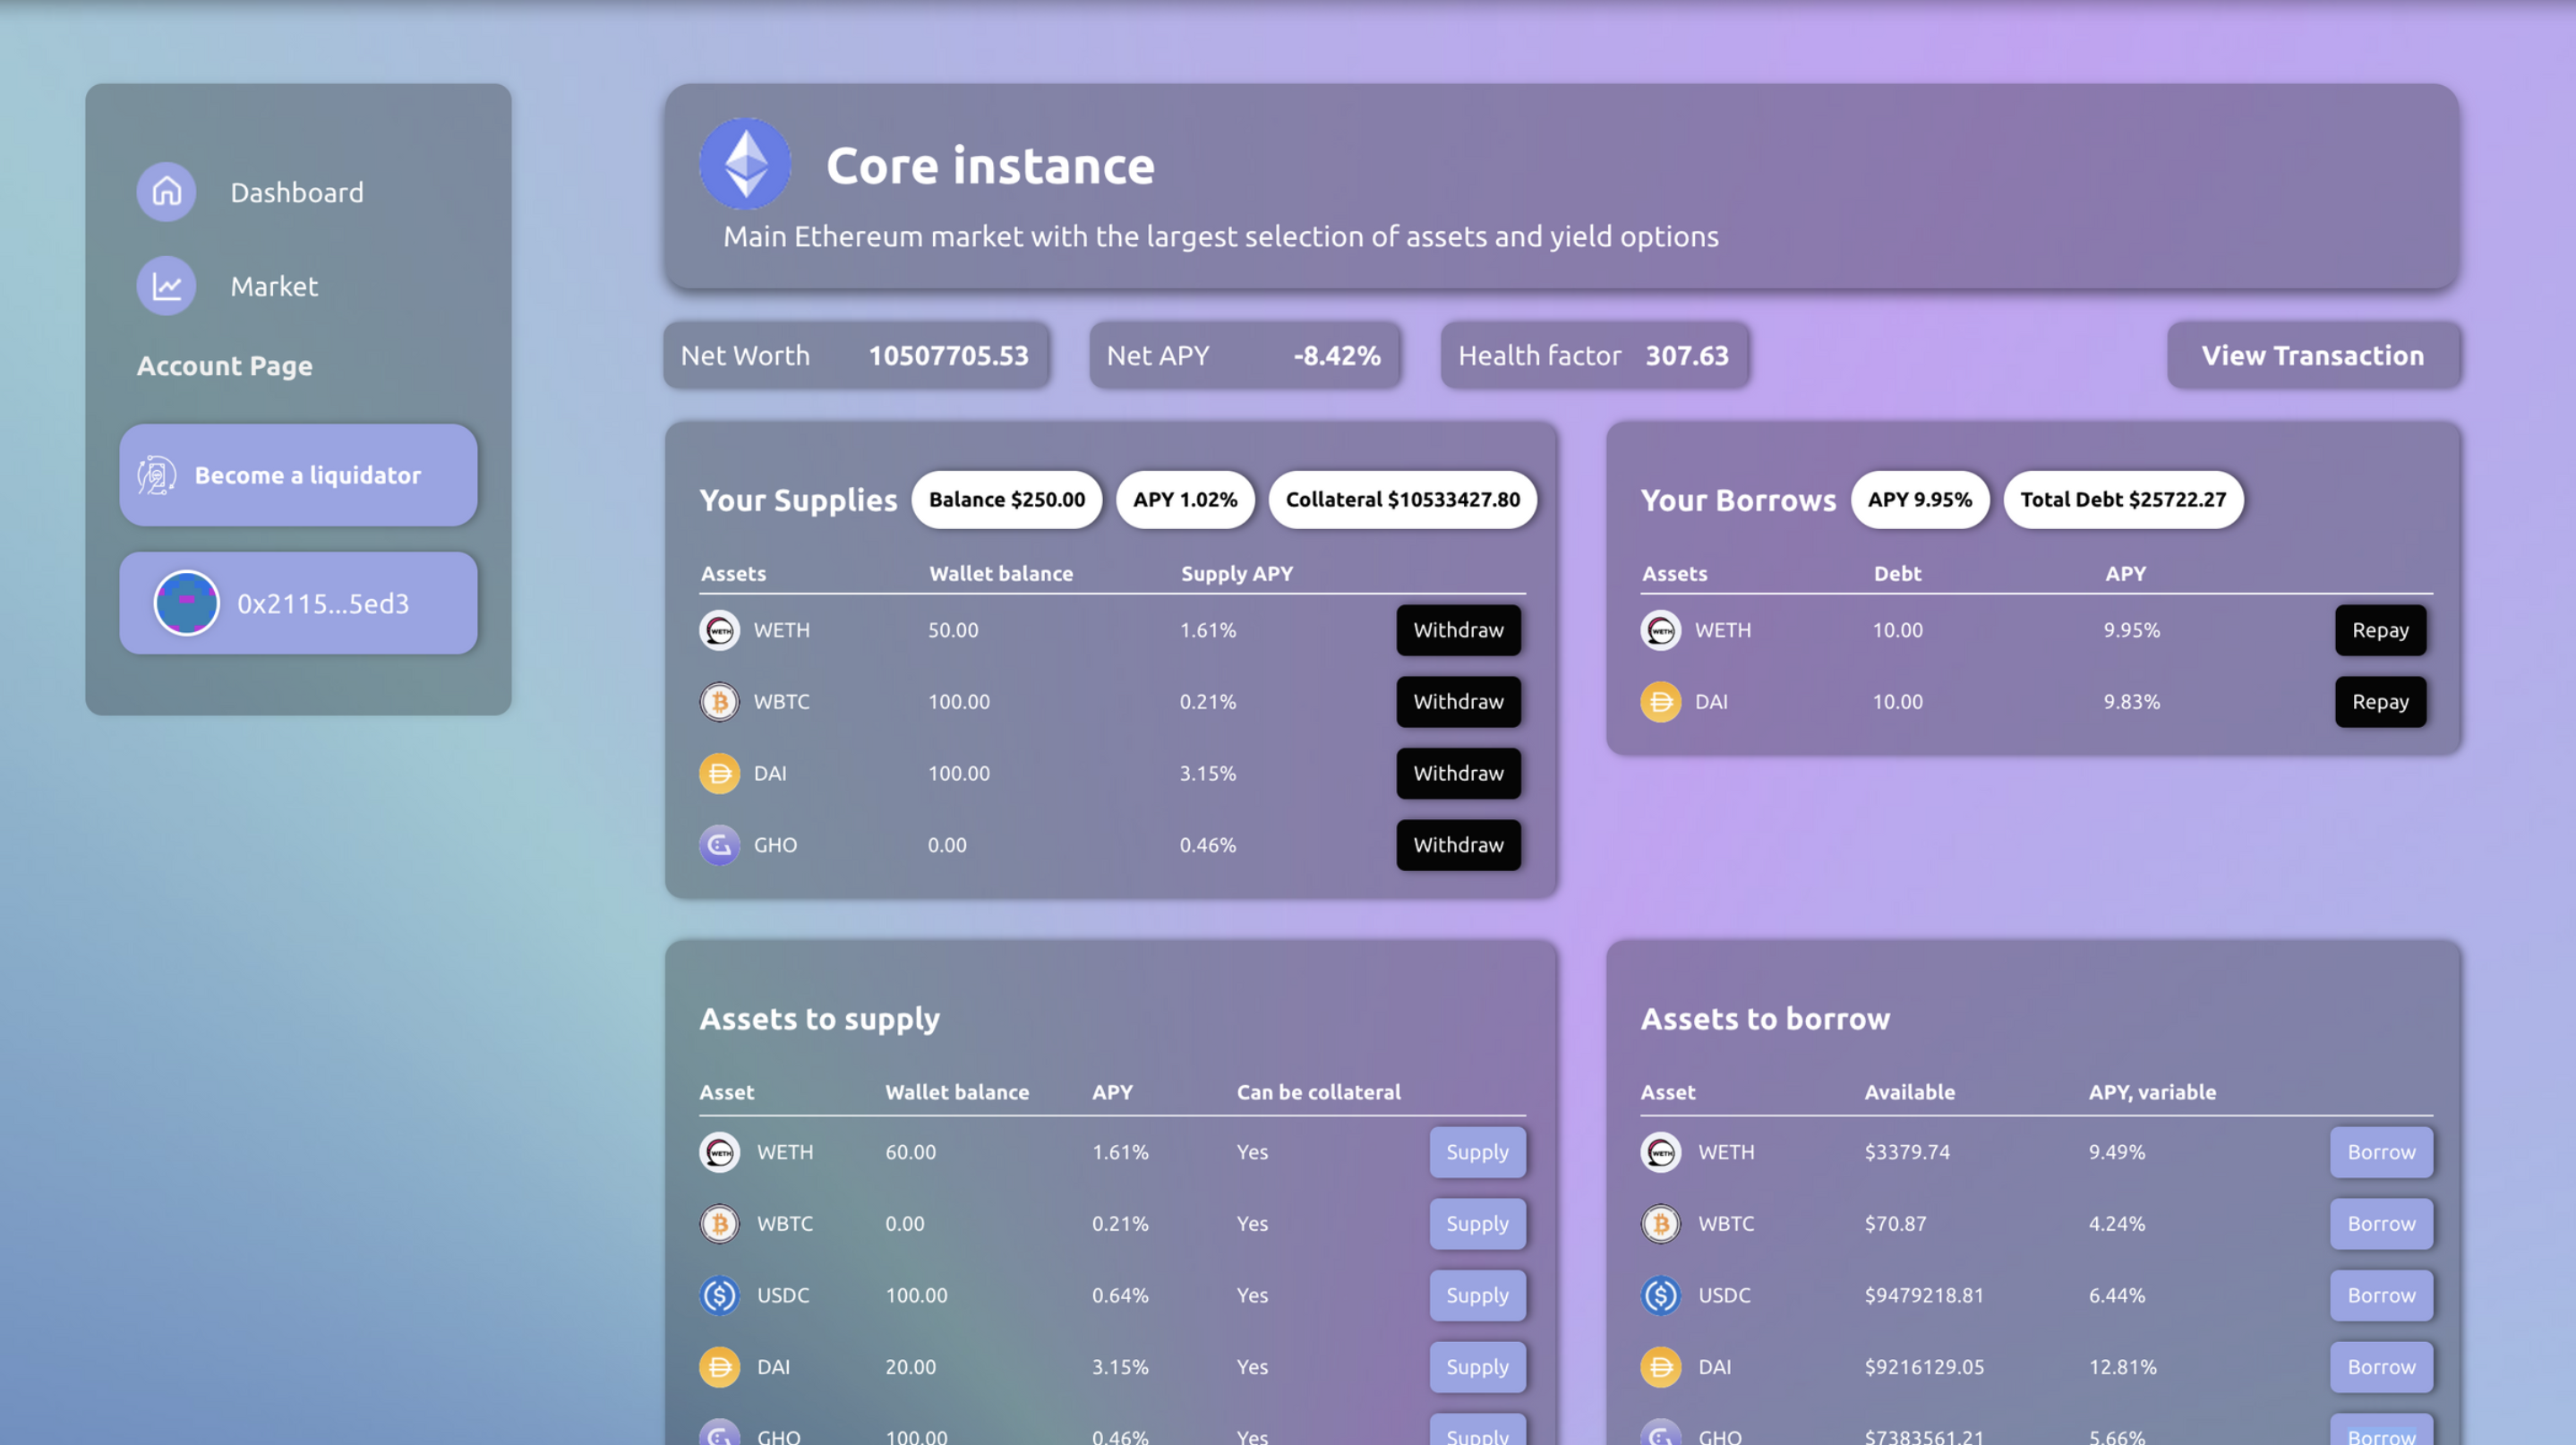 Dashboard
Market
Account Page
Become a liquidator
0x2115...5ed3
Core instance
Main Ethereum market with the largest selection of assets and yield options
Net Worth 10507705.53
Net APY -8.42%
Health factor 307.63
View Transaction
Your Supplies Balance $250.00 APY 1.02% Collateral $10533427.80
Assets Wallet balance Supply APY
WETH 50.00 1.61% Withdraw
WBTC 100.00 0.21% Withdraw
DAI 100.00 3.15% Withdraw
GHO 0.00 0.46% Withdraw
Your Borrows APY 9.95% Total Debt $25722.27
Assets Debt APY
WETH 10.00 9.95% Repay
DAI 10.00 9.83% Repay
Assets to supply
Asset Wallet balance APY Can be collateral
WETH 60.00 1.61% Yes Supply
WBTC 0.00 0.21% Yes Supply
USDC 100.00 0.64% Yes Supply
DAI 20.00 3.15% Yes Supply
GHO 100.00 0.46% Yes Supply
Assets to borrow
Asset Available APY, variable
WETH $3379.74 9.49% Borrow
WBTC $70.87 4.24% Borrow
USDC $9479218.81 6.44% Borrow
DAI $9216129.05 12.81% Borrow
GHO $7383561.21 5.66% Borrow